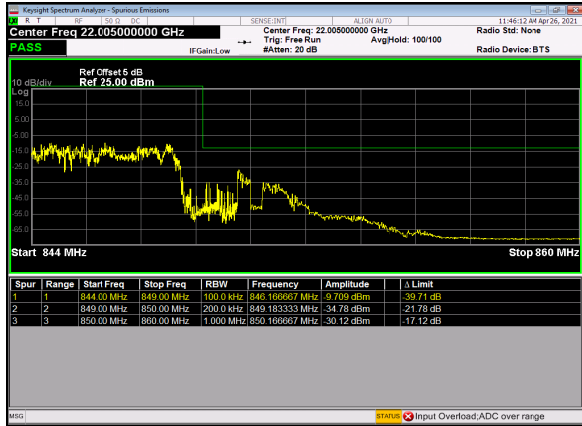 Keysight Spectrum Analyzer - Spurious Emissions
R T RF 50 Ω DC SENSE:INT ALIGN AUTO 11:46:12 AM Apr 26, 2021
Center Freq 22.005000000 GHz
Center Freq: 22.005000000 GHz
Radio Std: None
Trig: Free Run
Avg|Hold: 100/100
PASS
IFGain:Low
#Atten: 20 dB
Radio Device: BTS
Ref Offset 6 dB
10 dB/div Ref 25.00 dBm
Log
15.0
5.00
-5.00
-15.0
-25.0
-35.0
-45.0
-55.0
-65.0
Start 844 MHz
Stop 860 MHz
Spur Range Start Freq Stop Freq RBW Frequency Amplitude Δ Limit
1 1 844.00 MHz 849.00 MHz 100.0 kHz 846.166667 MHz -9.709 dBm -39.71 dB
2 2 849.00 MHz 850.00 MHz 200.0 kHz 849.183333 MHz -34.78 dBm -21.78 dB
3 3 850.00 MHz 860.00 MHz 1.000 MHz 850.166667 MHz -30.12 dBm -17.12 dB
MSG
STATUS Input Overload;ADC over range